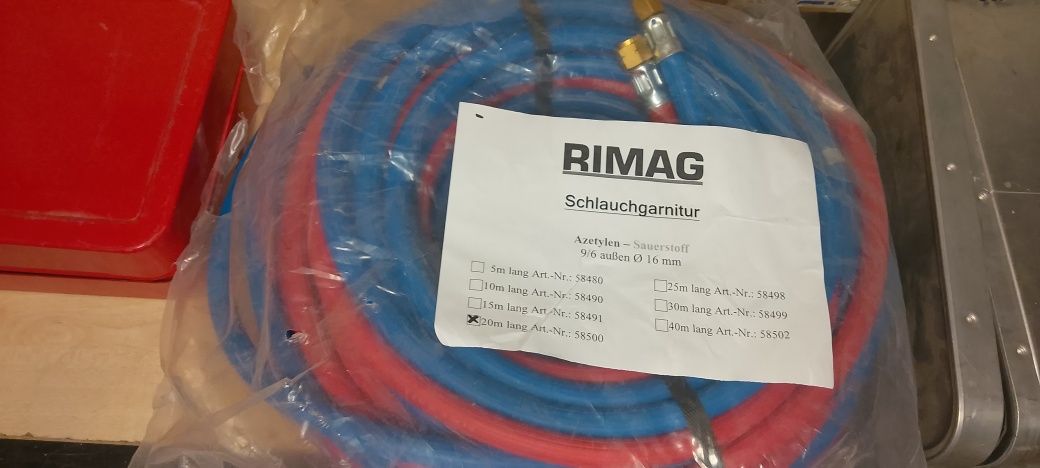 RIMAG
Schlauchgarnitur
Azetylen – Sauerstoff
9/6 außen Ø 16 mm
5m lang Art.-Nr.: 58480
10m lang Art.-Nr.: 58490
15m lang Art.-Nr.: 58491
20m lang Art.-Nr.: 58500
25m lang Art.-Nr.: 58498
30m lang Art.-Nr.: 58499
40m lang Art.-Nr.: 58502